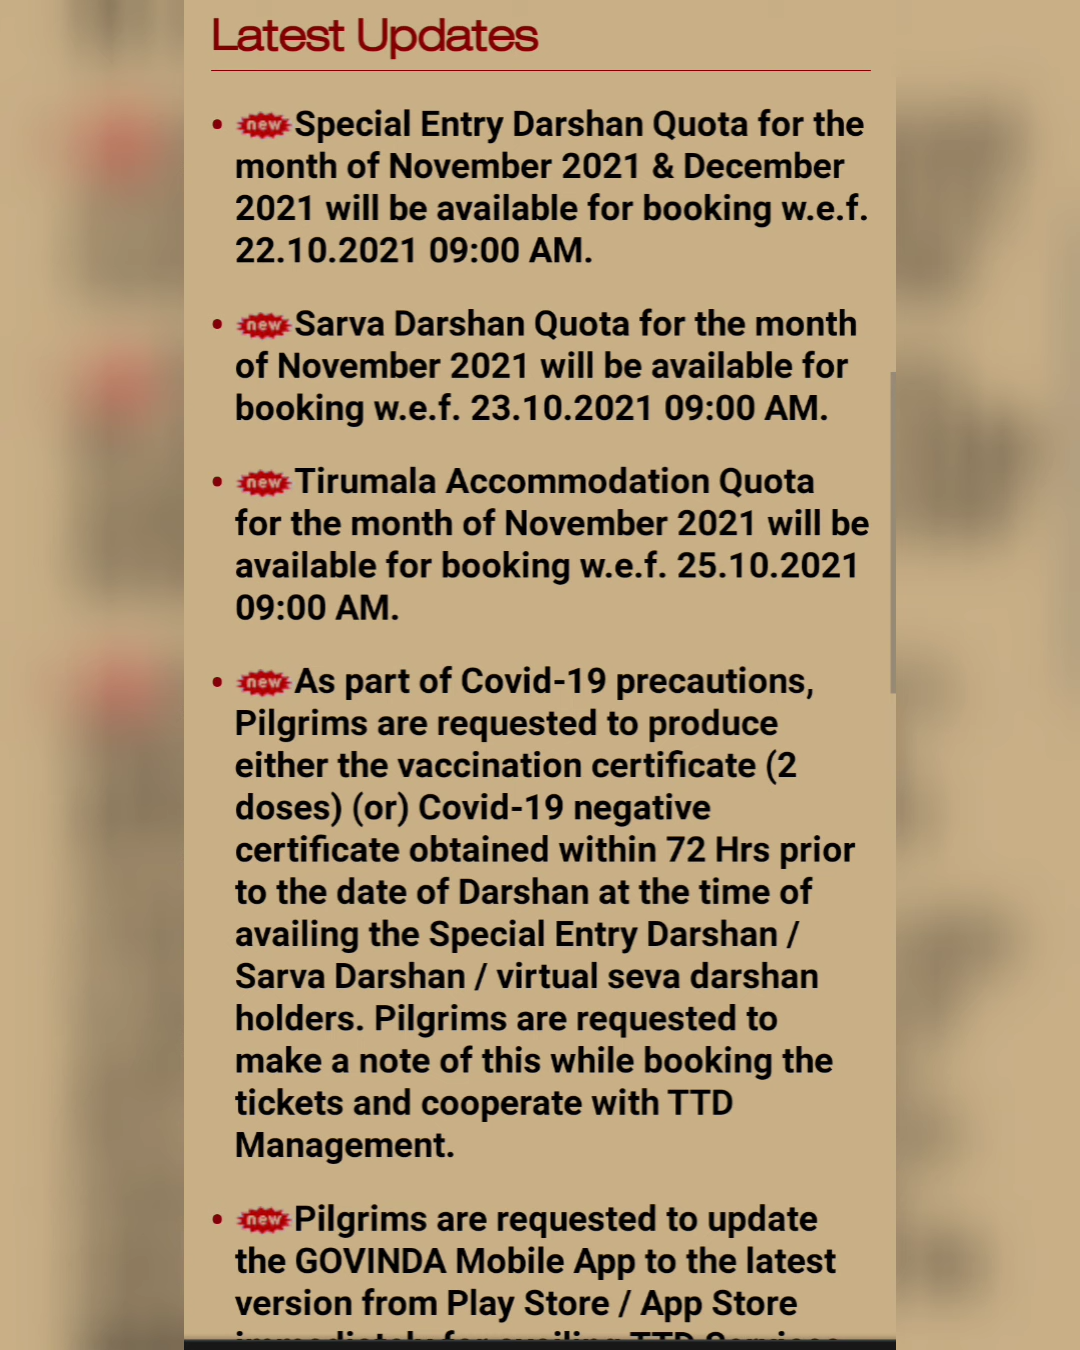 Latest Updates
• new Special Entry Darshan Quota for the
month of November 2021 & December
2021 will be available for booking w.e.f.
22.10.2021 09:00 AM.
• new Sarva Darshan Quota for the month
of November 2021 will be available for
booking w.e.f. 23.10.2021 09:00 AM.
• new Tirumala Accommodation Quota
for the month of November 2021 will be
available for booking w.e.f. 25.10.2021
09:00 AM.
• new As part of Covid-19 precautions,
Pilgrims are requested to produce
either the vaccination certificate (2
doses) (or) Covid-19 negative
certificate obtained within 72 Hrs prior
to the date of Darshan at the time of
availing the Special Entry Darshan /
Sarva Darshan / virtual seva darshan
holders. Pilgrims are requested to
make a note of this while booking the
tickets and cooperate with TTD
Management.
• new Pilgrims are requested to update
the GOVINDA Mobile App to the latest
version from Play Store / App Store
immediately for availing TTD Services